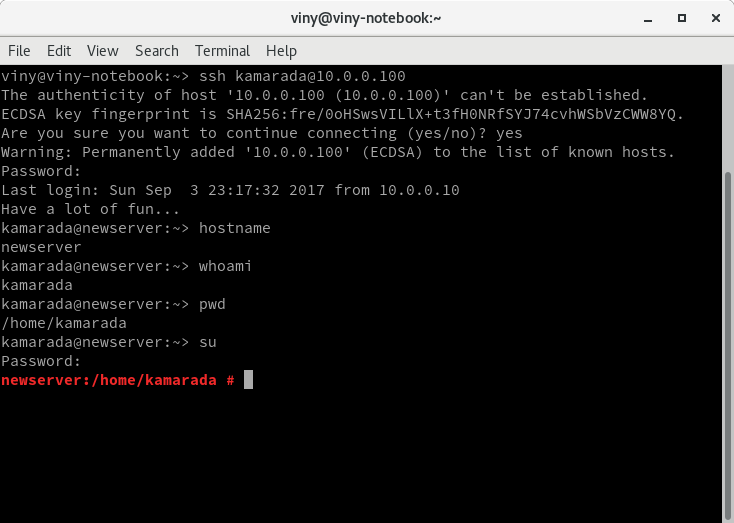 viny@viny-notebook:~
File Edit View Search Terminal Help
viny@viny-notebook:~> ssh kamarada@10.0.0.100
The authenticity of host '10.0.0.100 (10.0.0.100)' can't be established.
ECDSA key fingerprint is SHA256:fre/0oHSwsVILlX+t3fH0NRfSYJ74cvhWSbVzCWW8YQ.
Are you sure you want to continue connecting (yes/no)? yes
Warning: Permanently added '10.0.0.100' (ECDSA) to the list of known hosts.
Password:
Last login: Sun Sep  3 23:17:32 2017 from 10.0.0.10
Have a lot of fun...
kamarada@newserver:~> hostname
newserver
kamarada@newserver:~> whoami
kamarada
kamarada@newserver:~> pwd
/home/kamarada
kamarada@newserver:~> su
Password:
newserver:/home/kamarada #